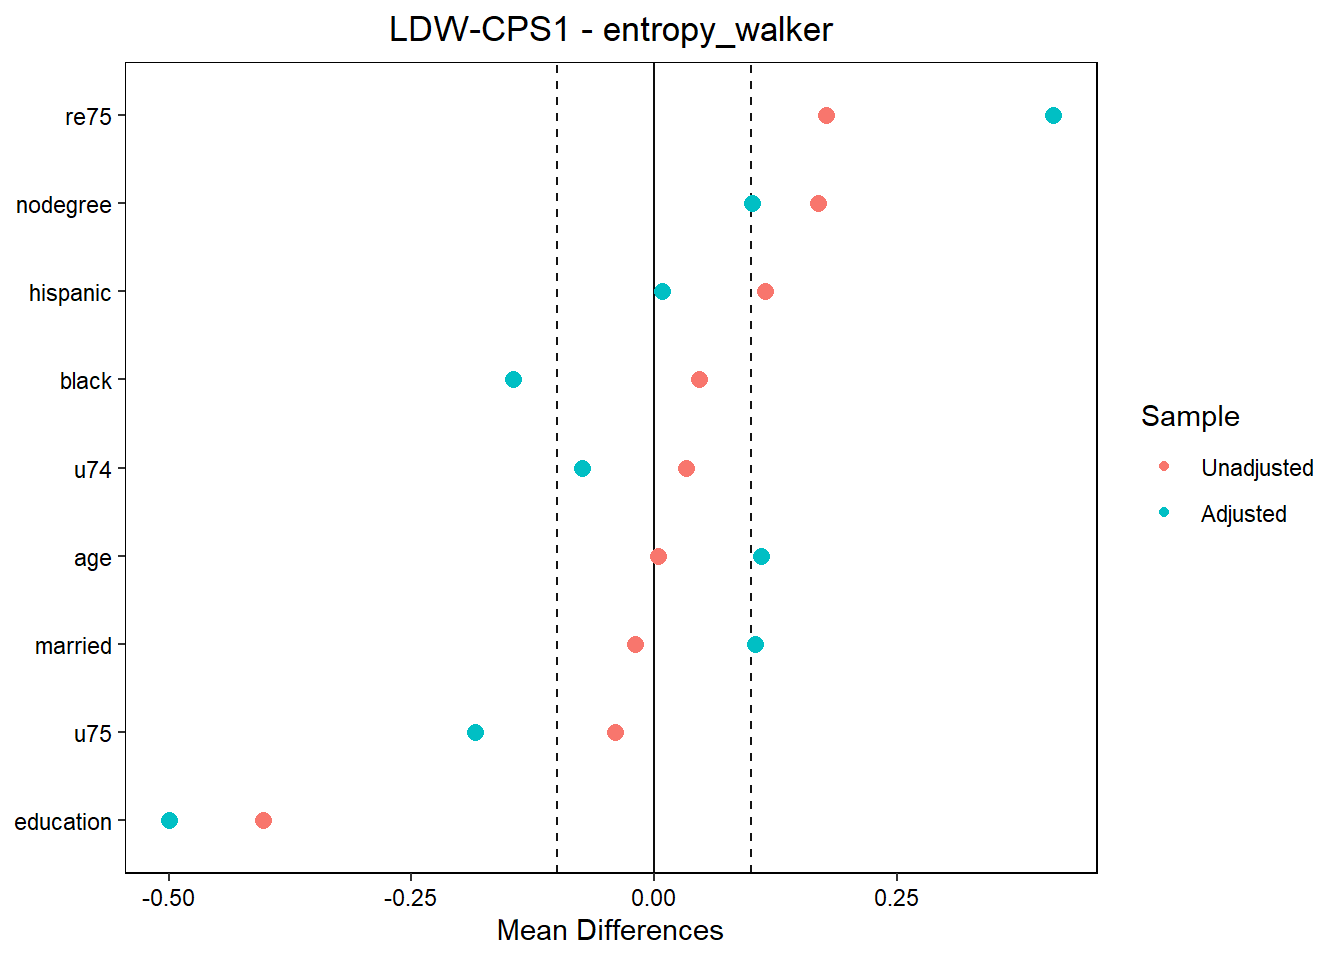 LDW-CPS1 - entropy_walker
re75
nodegree
hispanic
black
u74
age
married
u75
education
-0.50
-0.25
0.00
0.25
Mean Differences
Sample
Unadjusted
Adjusted